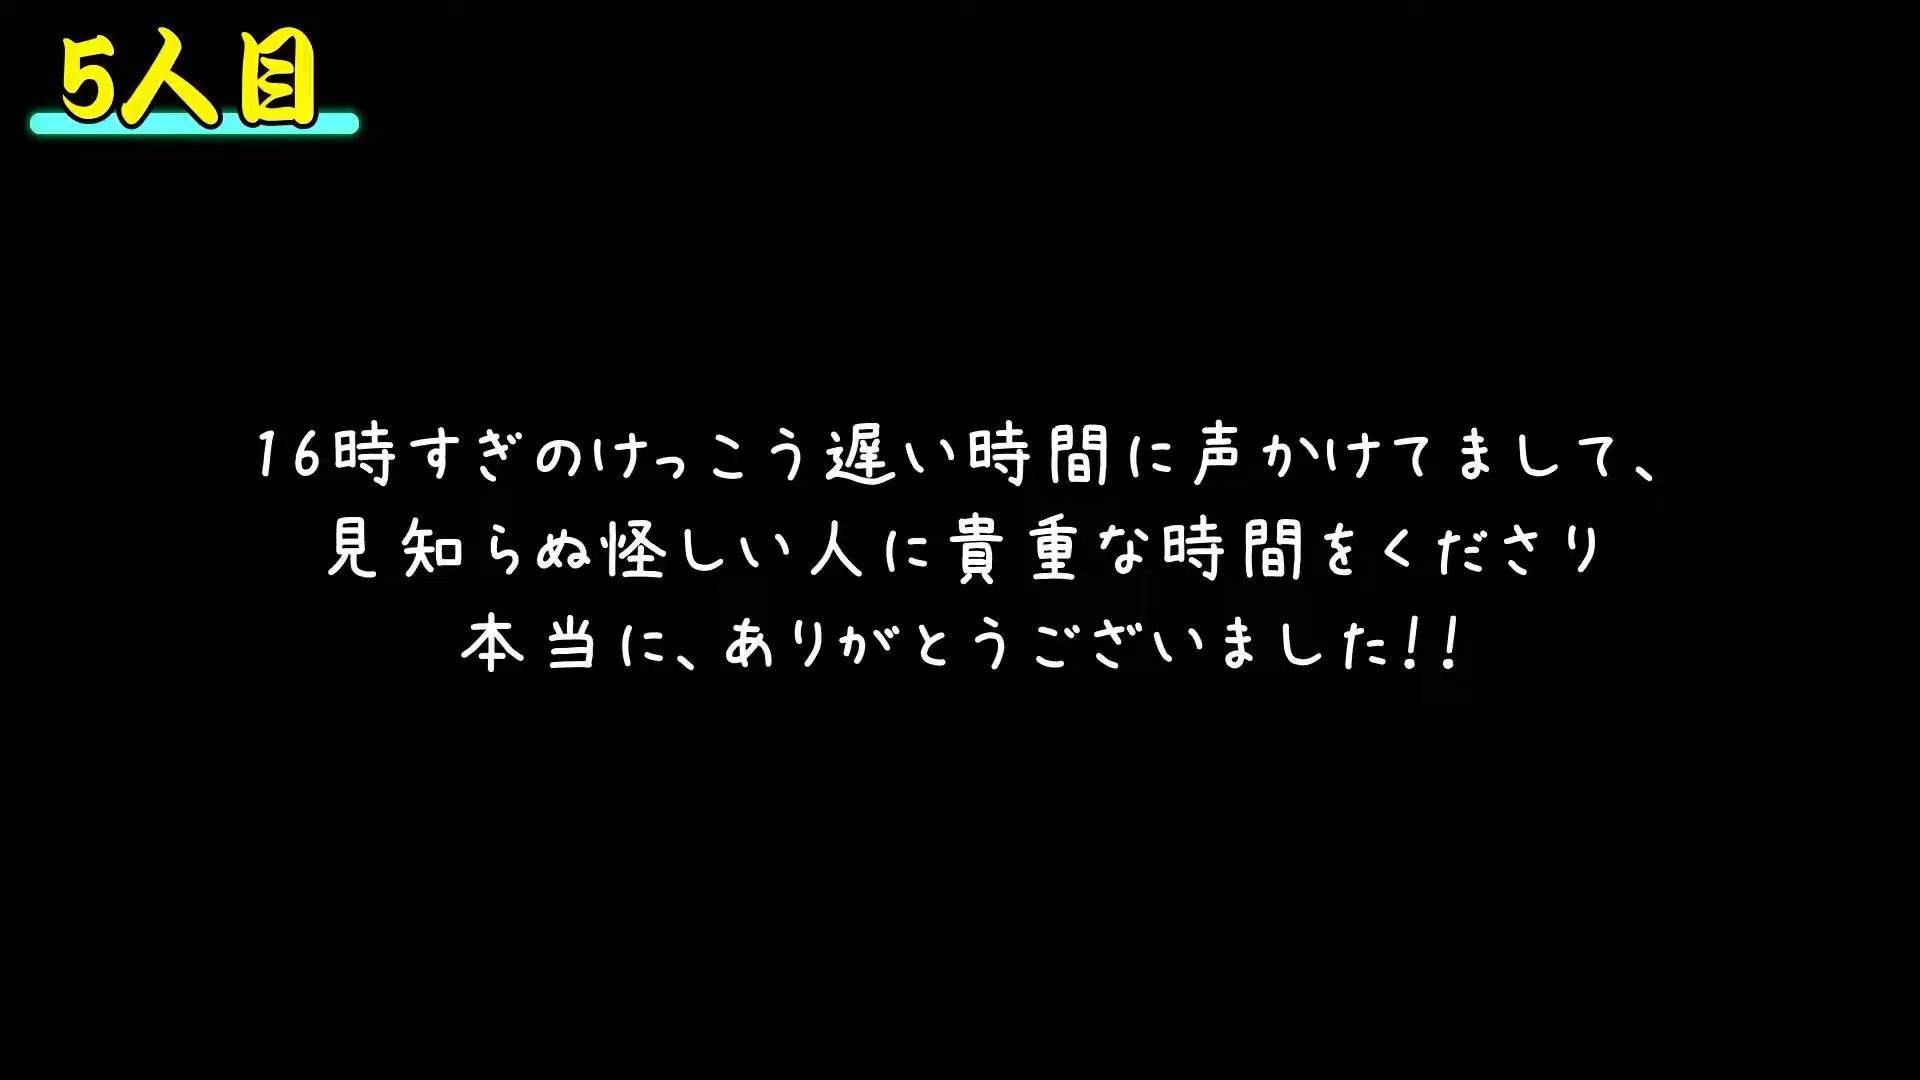 5人目
16時すぎのけっこう遅い時間に声かけてまして、
見知らぬ怪しい人に貴重な時間をくださり
本当に、ありがとうございました!!